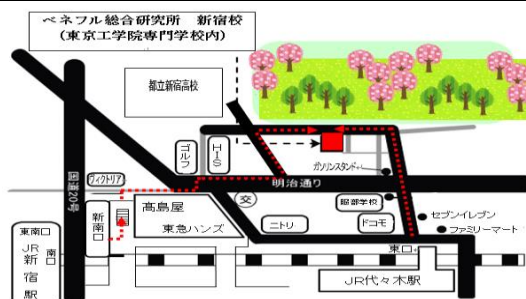 ベネフル総合研究所 新宿校
(東京工学院専門学校内)
都立新宿高校
ゴルフ
HIS
ガソリンスタンド
国道20号
ヴィクトリア
明治通り
新南口
髙島屋
東急ハンズ
交
ニトリ
服部学校
ドコモ
セブンイレブン
ファミリーマート
東南口
JR 南口
新
宿
駅
東口
JR代々木駅